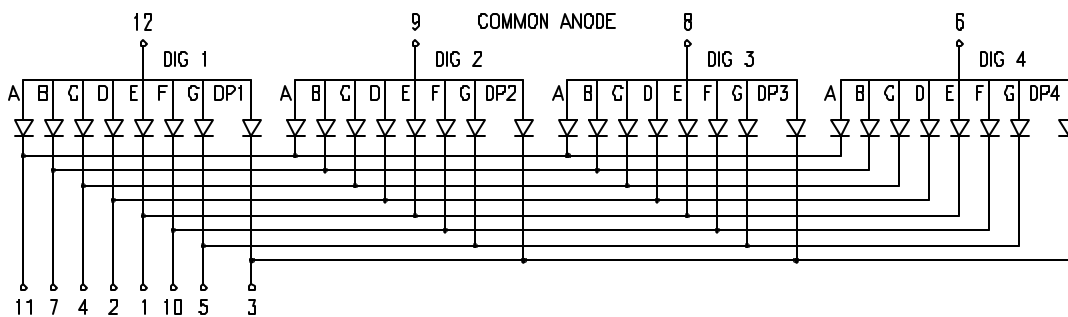 12 9 COMMON ANODE 8 6
DIG 1 DIG 2 DIG 3 DIG 4
A B C D E F G DP1 A B C D E F G DP2 A B C D E F G DP3 A B C D E F G DP4
11 7 4 2 1 10 5 3